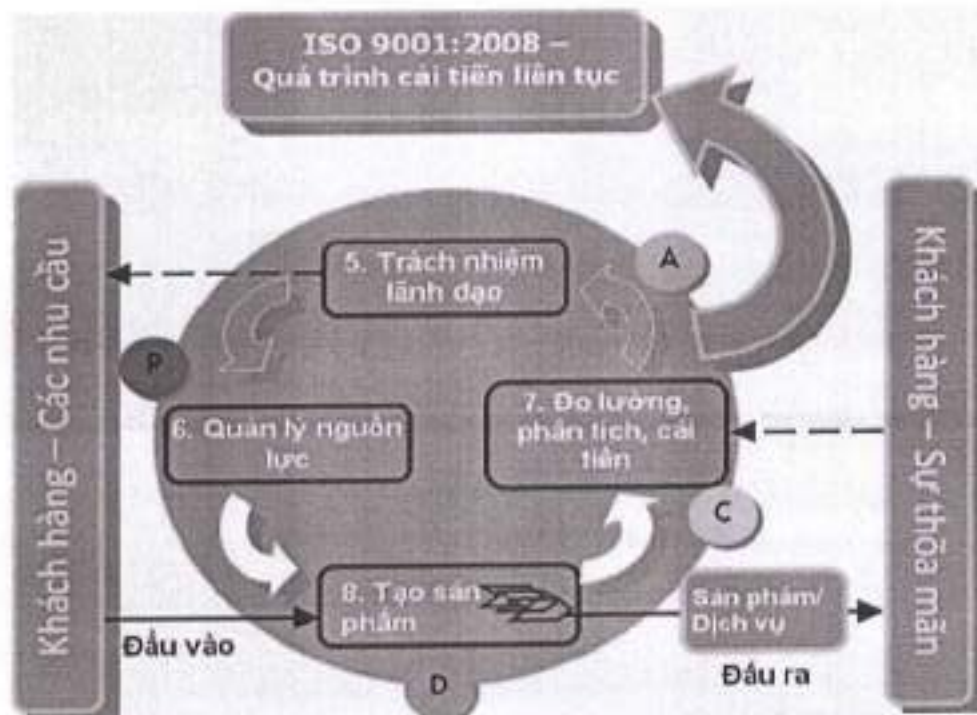 ISO 9001:2008 –
Quá trình cải tiến liên tục
Khách hàng – Các nhu cầu
5. Trách nhiệm
lãnh đạo
A
P
6. Quản lý nguồn
lực
7. Đo lường,
phân tích, cải
tiến
C
8. Tạo sản
phẩm
Đầu vào
D
Sản phẩm/
Dịch vụ
Đầu ra
Khách hàng – Sự thõa mãn